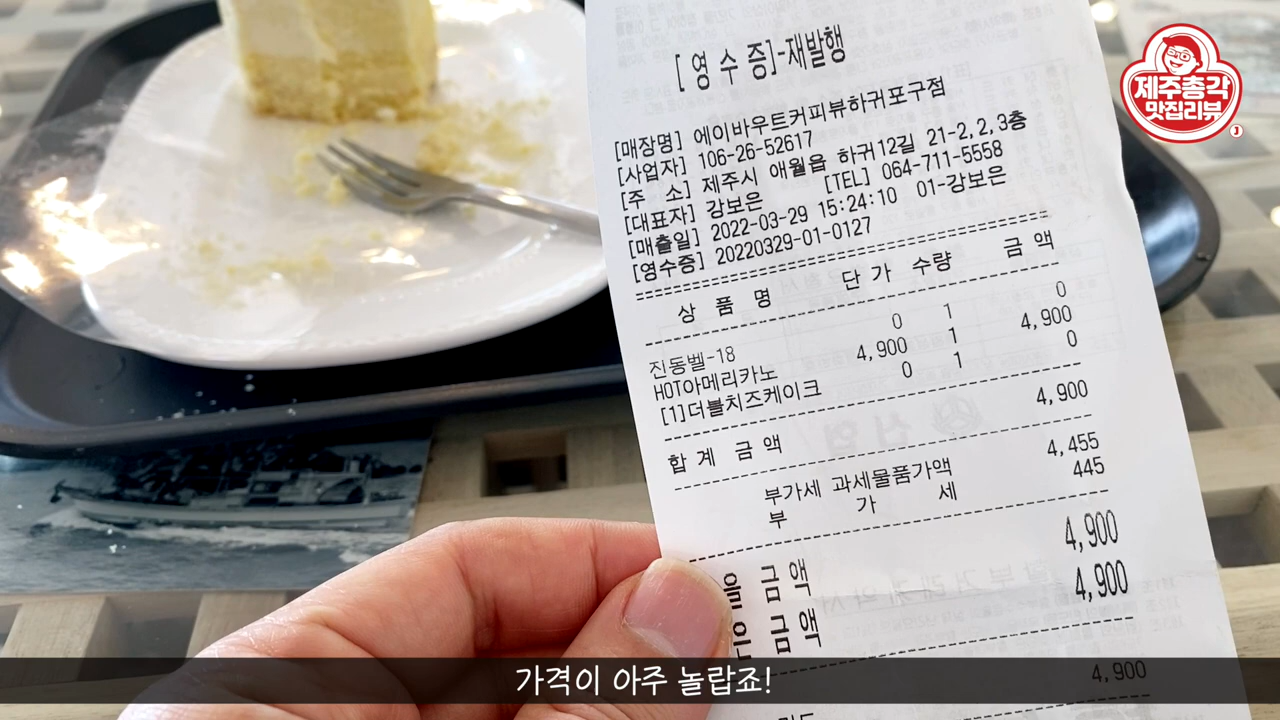 제주총각
맛집리뷰
[영수증]-재발행
[매장명] 에이바우트커피뷰하귀포구점
[사업자] 106-26-52617
[주 소] 제주시 애월읍 하귀12길 21-2,2,3층
[대표자] 강보은 [TEL] 064-711-5558
[매출일] 2022-03-29 15:24:10 01-강보은
[영수증] 20220329-01-0127
상 품 명 단 가 수량 금 액
진동벨-18 0 1 0
HOT아메리카노 4,900 1 4,900
[1]더블치즈케이크 0 1 0
합 계 금 액 4,900
부가세 과세물품가액 4,455
부 가 세 445
금 액 4,900
은 금 액 4,900
4,900
가격이 아주 놀랍죠!